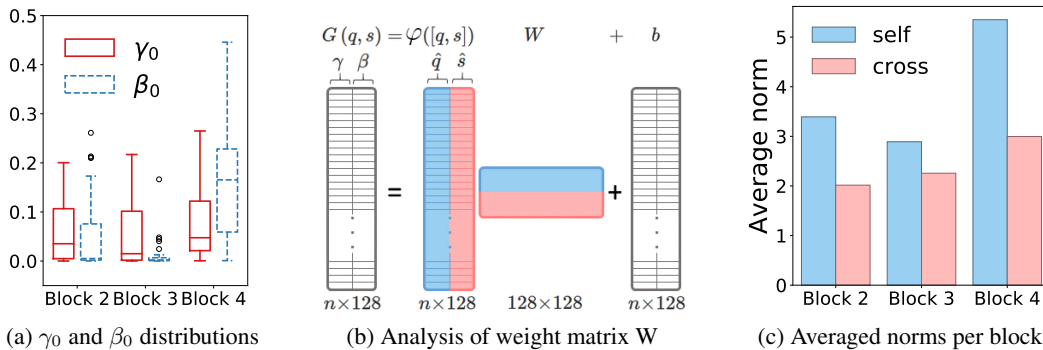 0.5
0.4
0.3
0.2
0.1
0.0
γ₀
β₀
Block 2 Block 3 Block 4
(a) γ₀ and β₀ distributions
G (q, s) = φ([q, s]) W + b
γ β q̂ ŝ
= +
n×128 n×128 128×128 n×128
(b) Analysis of weight matrix W
Average norm
5
4
3
2
1
0
self
cross
Block 2 Block 3 Block 4
(c) Averaged norms per block